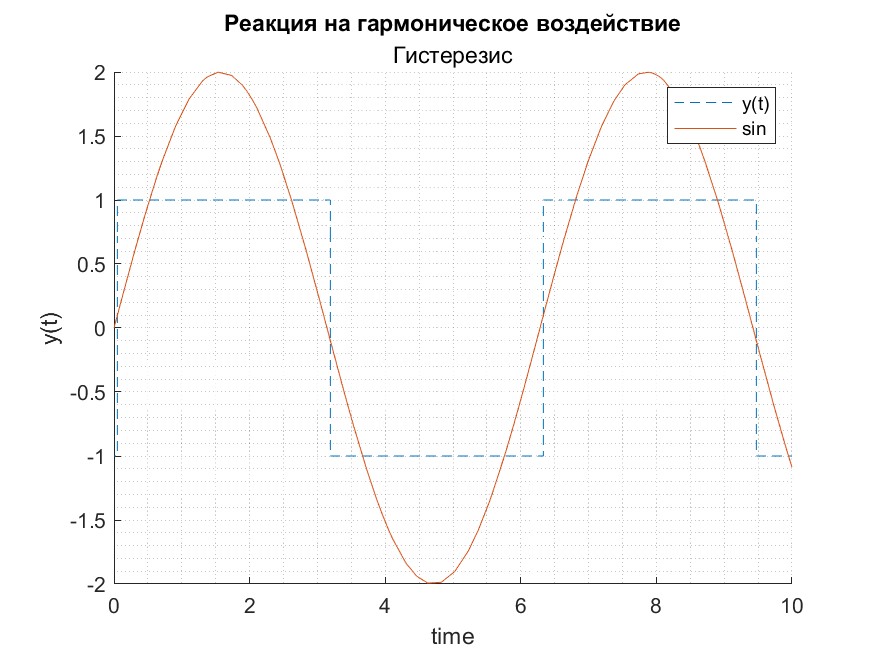 Реакция на гармоническое воздействие
Гистерезис
y(t)
sin
2
1.5
1
0.5
0
-0.5
-1
-1.5
-2
y(t)
0 2 4 6 8 10
time